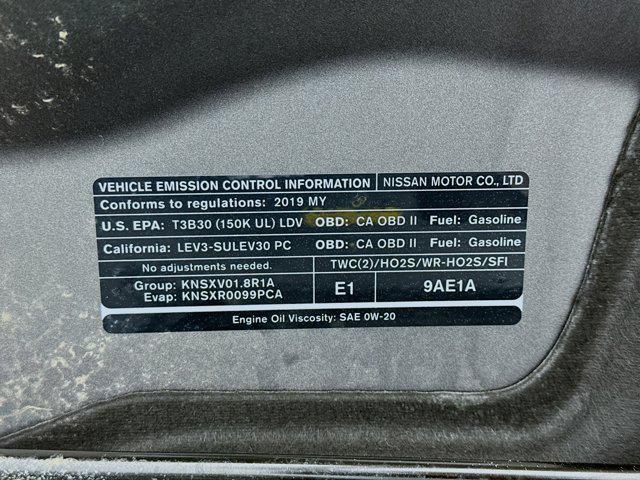 VEHICLE EMISSION CONTROL INFORMATION NISSAN MOTOR CO., LTD
Conforms to regulations: 2019 MY
U.S. EPA: T3B30 (150K UL) LDV OBD: CA OBD II Fuel: Gasoline
California: LEV3-SULEV30 PC OBD: CA OBD II Fuel: Gasoline
No adjustments needed. TWC(2)/HO2S/WR-HO2S/SFI
Group: KNSXV01.8R1A
Evap: KNSXR0099PCA
E1 9AE1A
Engine Oil Viscosity: SAE 0W-20